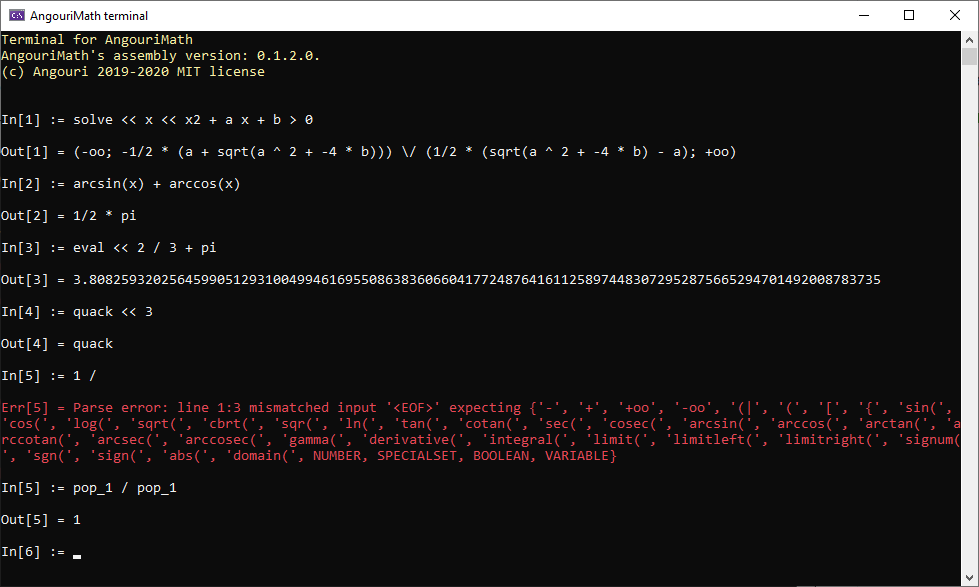 AngouriMath terminal
Terminal for AngouriMath
AngouriMath's assembly version: 0.1.2.0.
(c) Angouri 2019-2020 MIT license
In[1] := solve << x << x2 + a x + b > 0
Out[1] = (-oo; -1/2 * (a + sqrt(a ^ 2 + -4 * b))) \/ (1/2 * (sqrt(a ^ 2 + -4 * b) - a); +oo)
In[2] := arcsin(x) + arccos(x)
Out[2] = 1/2 * pi
In[3] := eval << 2 / 3 + pi
Out[3] = 3.808259320256459905129310049946169550863836066041772487641611258974483072952875665294701492008783735
In[4] := quack << 3
Out[4] = quack
In[5] := 1 /
Err[5] = Parse error: line 1:3 mismatched input '<EOF>' expecting {'-', '+', '+oo', '-oo', '(|', '(', '[', '{', 'sin(',
'cos(', 'log(', 'sqrt(', 'cbrt(', 'sqr(', 'ln(', 'tan(', 'cotan(', 'sec(', 'cosec(', 'arcsin(', 'arccos(', 'arctan(', 'a
rccotan(', 'arcsec(', 'arccosec(', 'gamma(', 'derivative(', 'integral(', 'limit(', 'limitleft(', 'limitright(', 'signum(
', 'sgn(', 'sign(', 'abs(', 'domain(', NUMBER, SPECIALSET, BOOLEAN, VARIABLE}
In[5] := pop_1 / pop_1
Out[5] = 1
In[6] :=